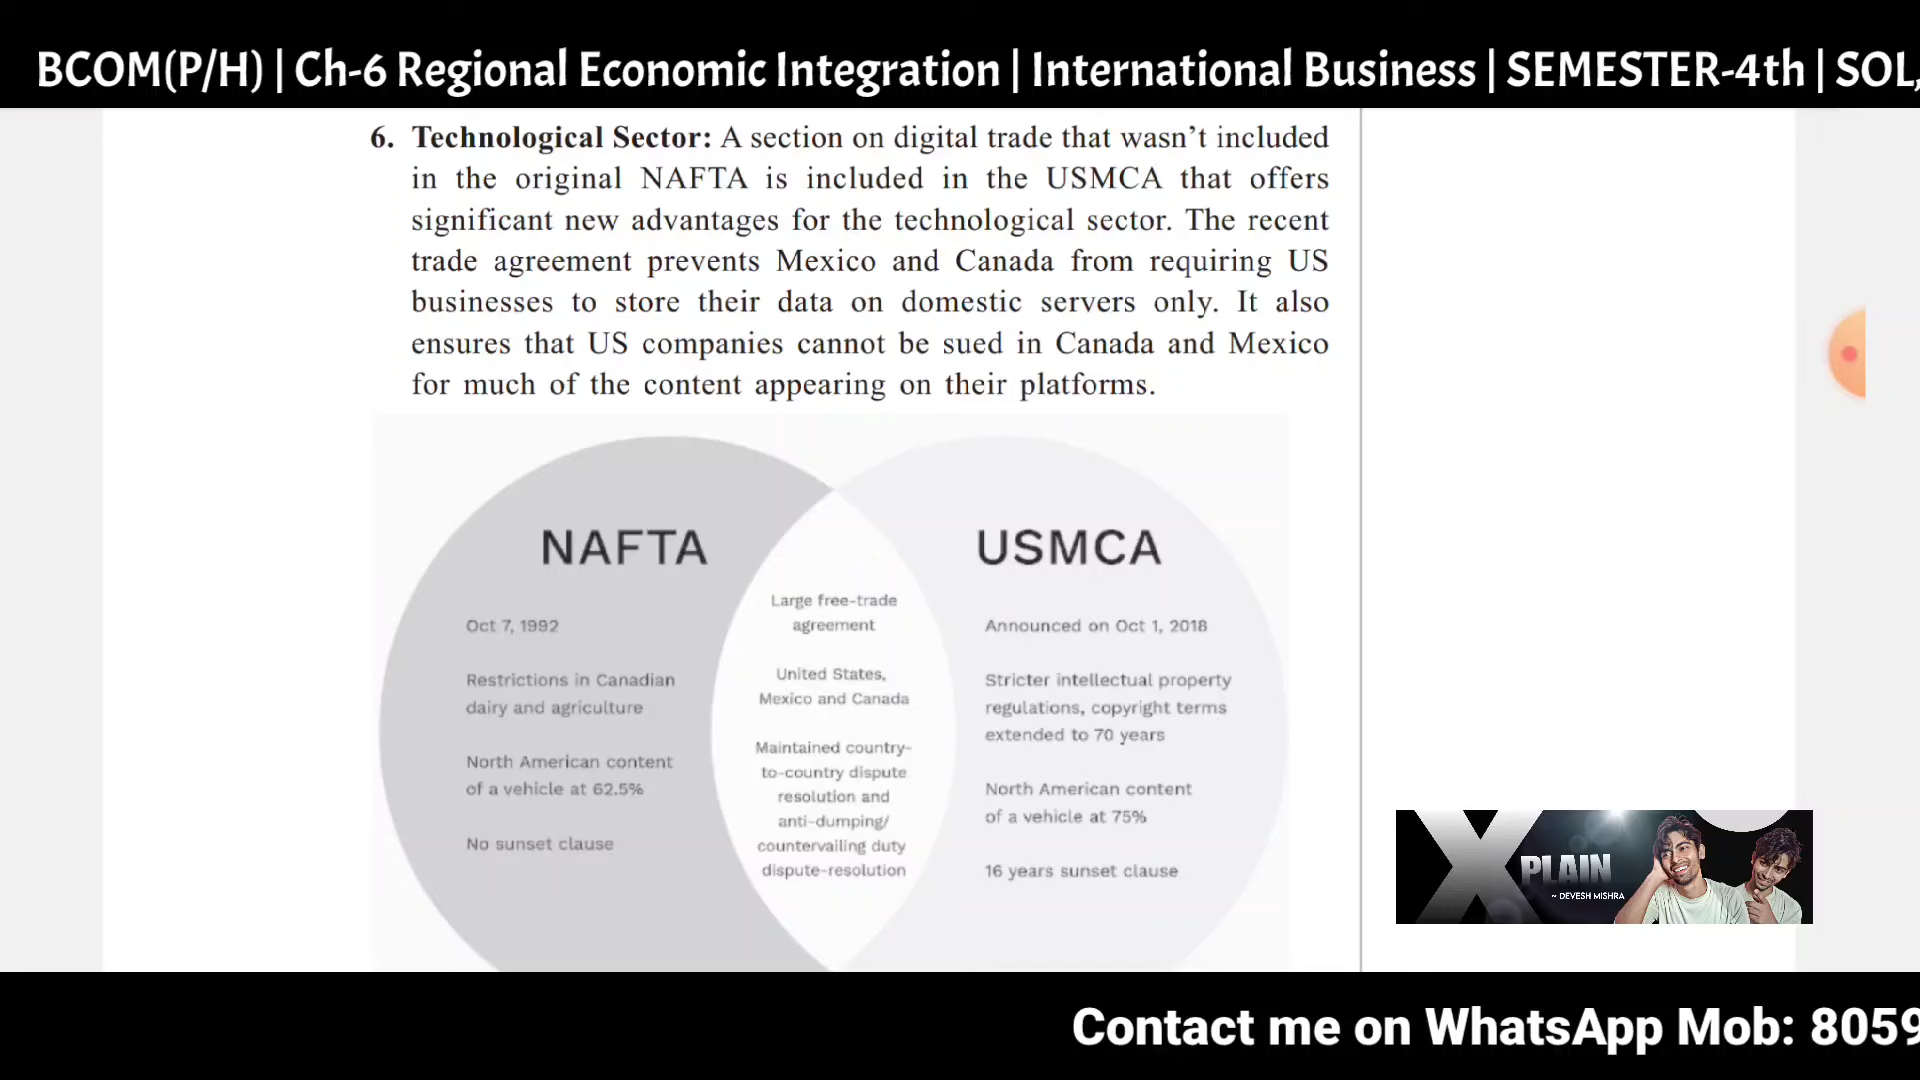 BCOM(P/H) | Ch-6 Regional Economic Integration | International Business | SEMESTER-4th | SOL,
6. Technological Sector: A section on digital trade that wasn’t included
in the original NAFTA is included in the USMCA that offers
significant new advantages for the technological sector. The recent
trade agreement prevents Mexico and Canada from requiring US
businesses to store their data on domestic servers only. It also
ensures that US companies cannot be sued in Canada and Mexico
for much of the content appearing on their platforms.
NAFTA
Oct 7, 1992
Restrictions in Canadian
dairy and agriculture
North American content
of a vehicle at 62.5%
No sunset clause
Large free-trade
agreement
United States,
Mexico and Canada
Maintained country-
to-country dispute
resolution and
anti-dumping/
countervailing duty
dispute-resolution
USMCA
Announced on Oct 1, 2018
Stricter intellectual property
regulations, copyright terms
extended to 70 years
North American content
of a vehicle at 75%
16 years sunset clause
XPLAIN
~ DEVESH MISHRA
Contact me on WhatsApp Mob: 8059